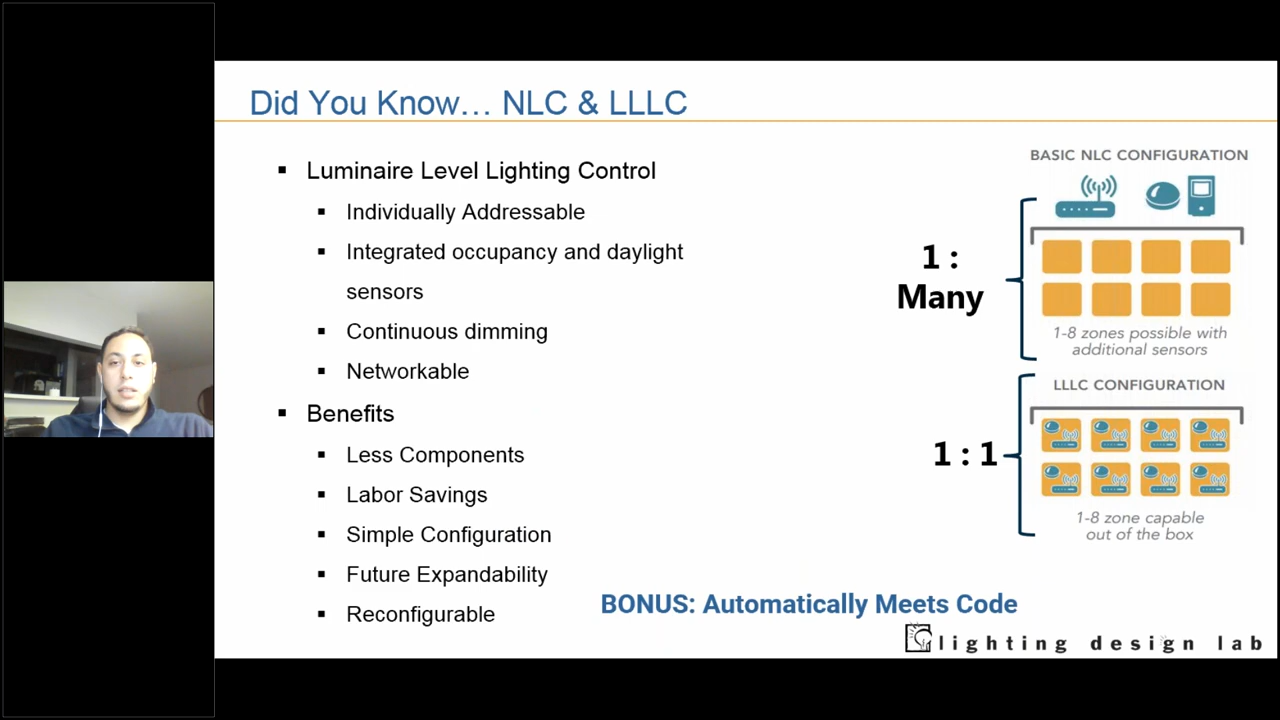 Did You Know… NLC & LLLC
▪ Luminaire Level Lighting Control
▪ Individually Addressable
▪ Integrated occupancy and daylight
sensors
▪ Continuous dimming
▪ Networkable
▪ Benefits
▪ Less Components
▪ Labor Savings
▪ Simple Configuration
▪ Future Expandability
▪ Reconfigurable
BASIC NLC CONFIGURATION
1 :
Many
1-8 zones possible with
additional sensors
LLLC CONFIGURATION
1 : 1
1-8 zone capable
out of the box
BONUS: Automatically Meets Code
lighting design lab